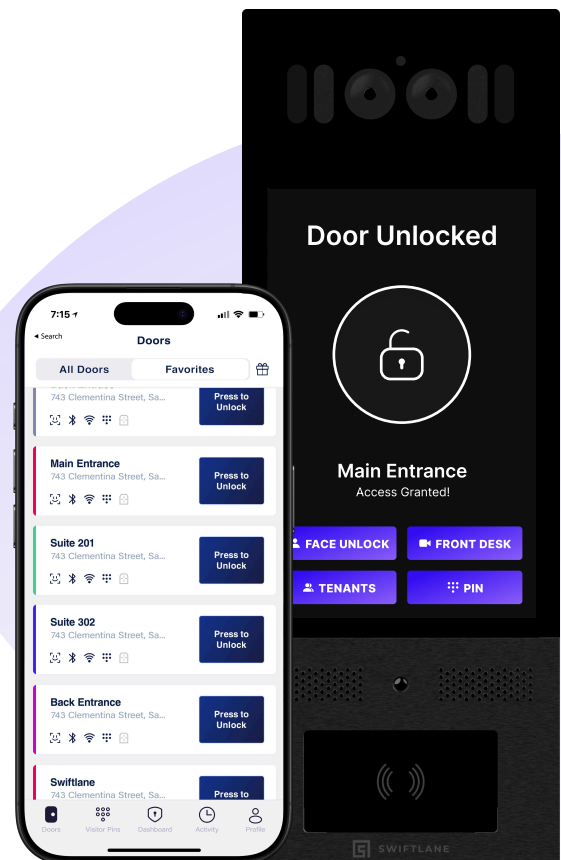 Door Unlocked
Main Entrance
Access Granted!
FACE UNLOCK
FRONT DESK
TENANTS
PIN
SWIFTLANE
7:15
Search
Doors
All Doors
Favorites
743 Clementina Street, Sa...
Press to
Unlock
Main Entrance
743 Clementina Street, Sa...
Press to
Unlock
Suite 201
743 Clementina Street, Sa...
Press to
Unlock
Suite 302
743 Clementina Street, Sa...
Press to
Unlock
Back Entrance
743 Clementina Street, Sa...
Press to
Unlock
Swiftlane
743 Clementina Street, Sa...
Press to
Doors
Visitor Pins
Dashboard
Activity
Profile